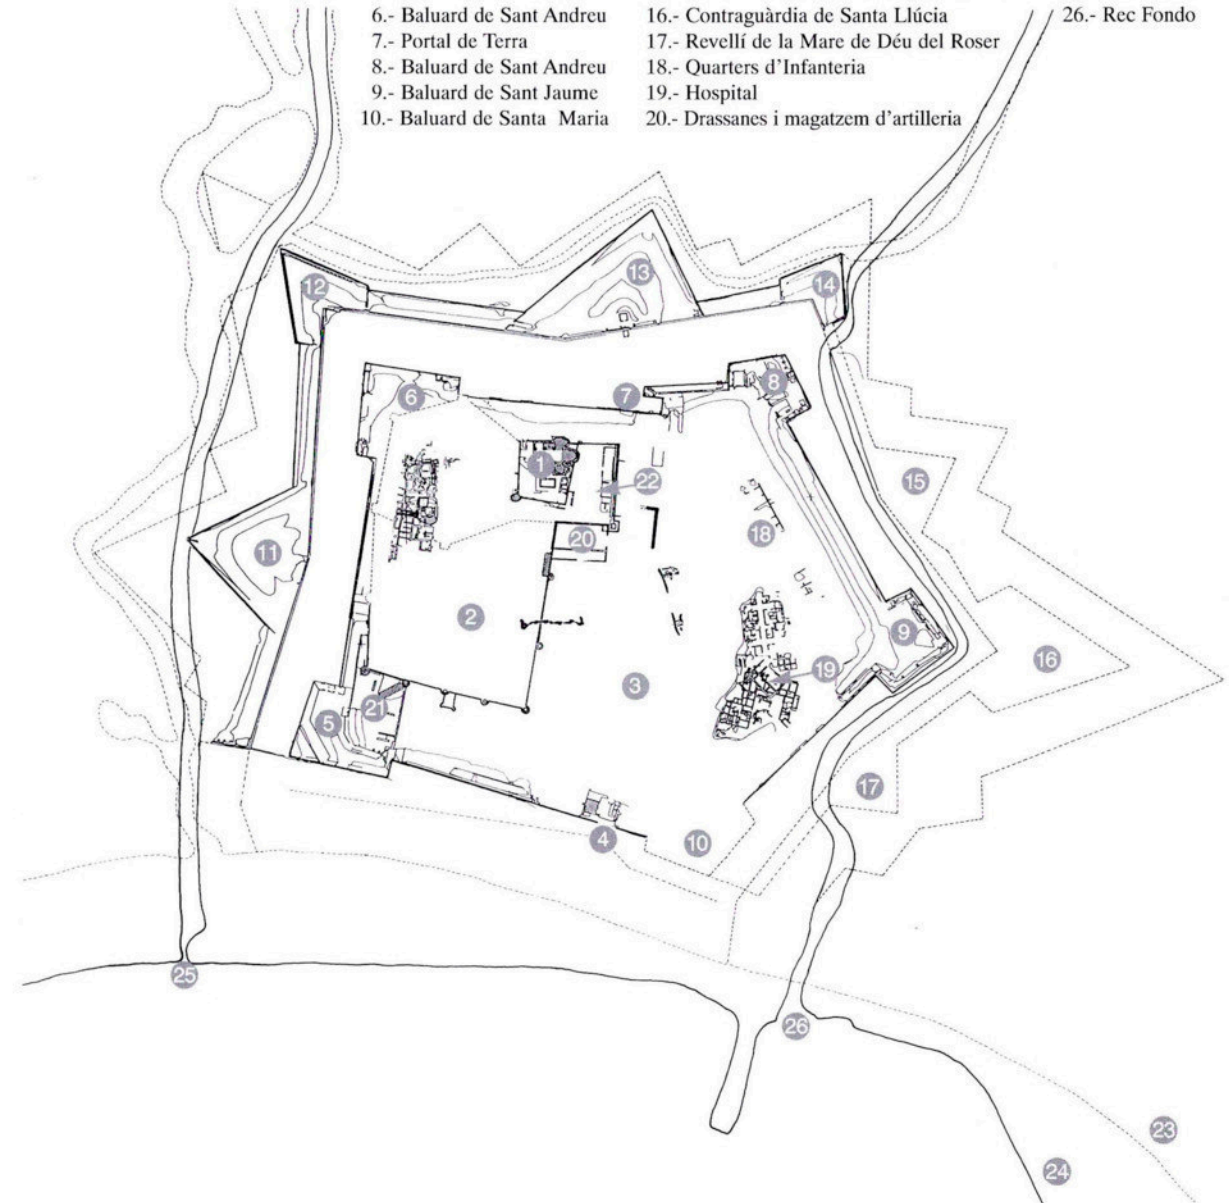 6.- Baluard de Sant Andreu
7.- Portal de Terra
8.- Baluard de Sant Andreu
9.- Baluard de Sant Jaume
10.- Baluard de Santa Maria
16.- Contraguàrdia de Santa Llúcia
17.- Revellí de la Mare de Déu del Roser
18.- Quarters d'Infanteria
19.- Hospital
20.- Drassanes i magatzem d'artilleria
26.- Rec Fondo
13
12
14
7
8
6
1
22
15
20
18
11
2
9
16
3
19
21
5
17
4
10
25
26
23
24